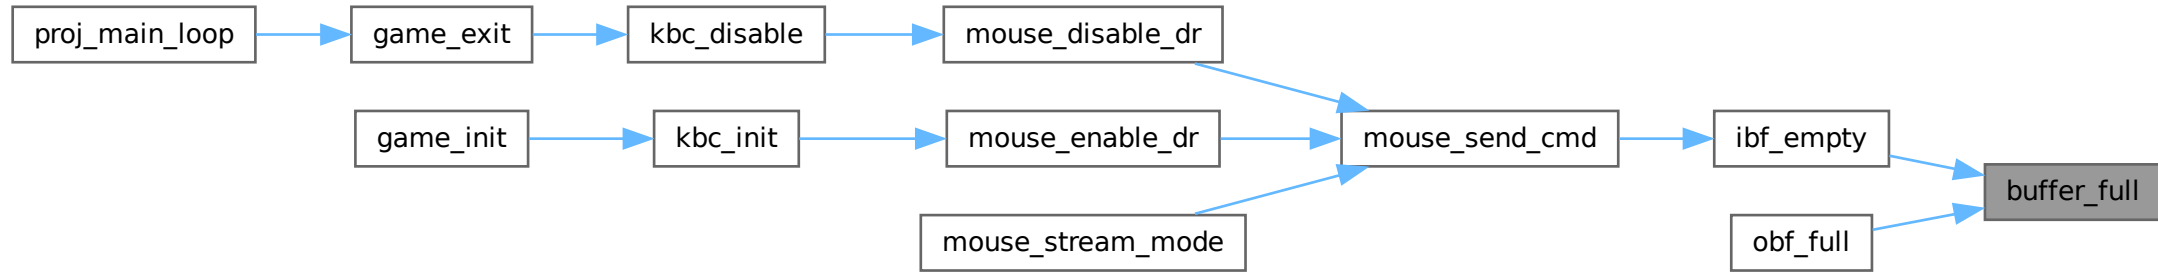 proj_main_loop
game_exit
kbc_disable
mouse_disable_dr
game_init
kbc_init
mouse_enable_dr
mouse_send_cmd
ibf_empty
buffer_full
mouse_stream_mode
obf_full